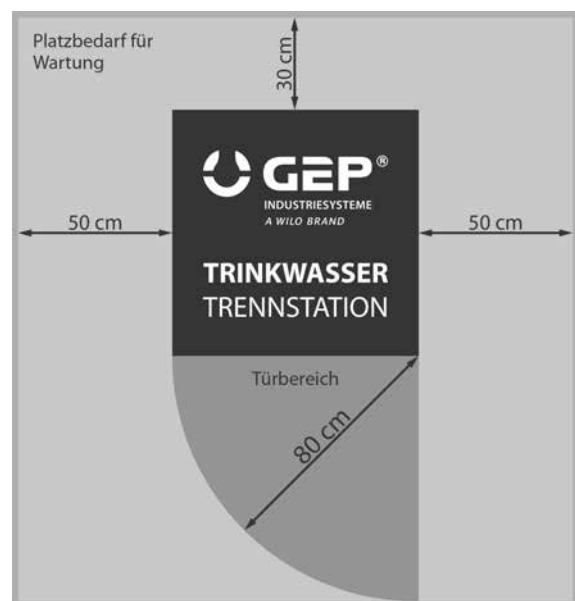 Platzbedarf für
Wartung
30 cm
GEP®
INDUSTRIESYSTEME
A WILO BRAND
50 cm
50 cm
TRINKWASSER
TRENNSTATION
Türbereich
80 cm